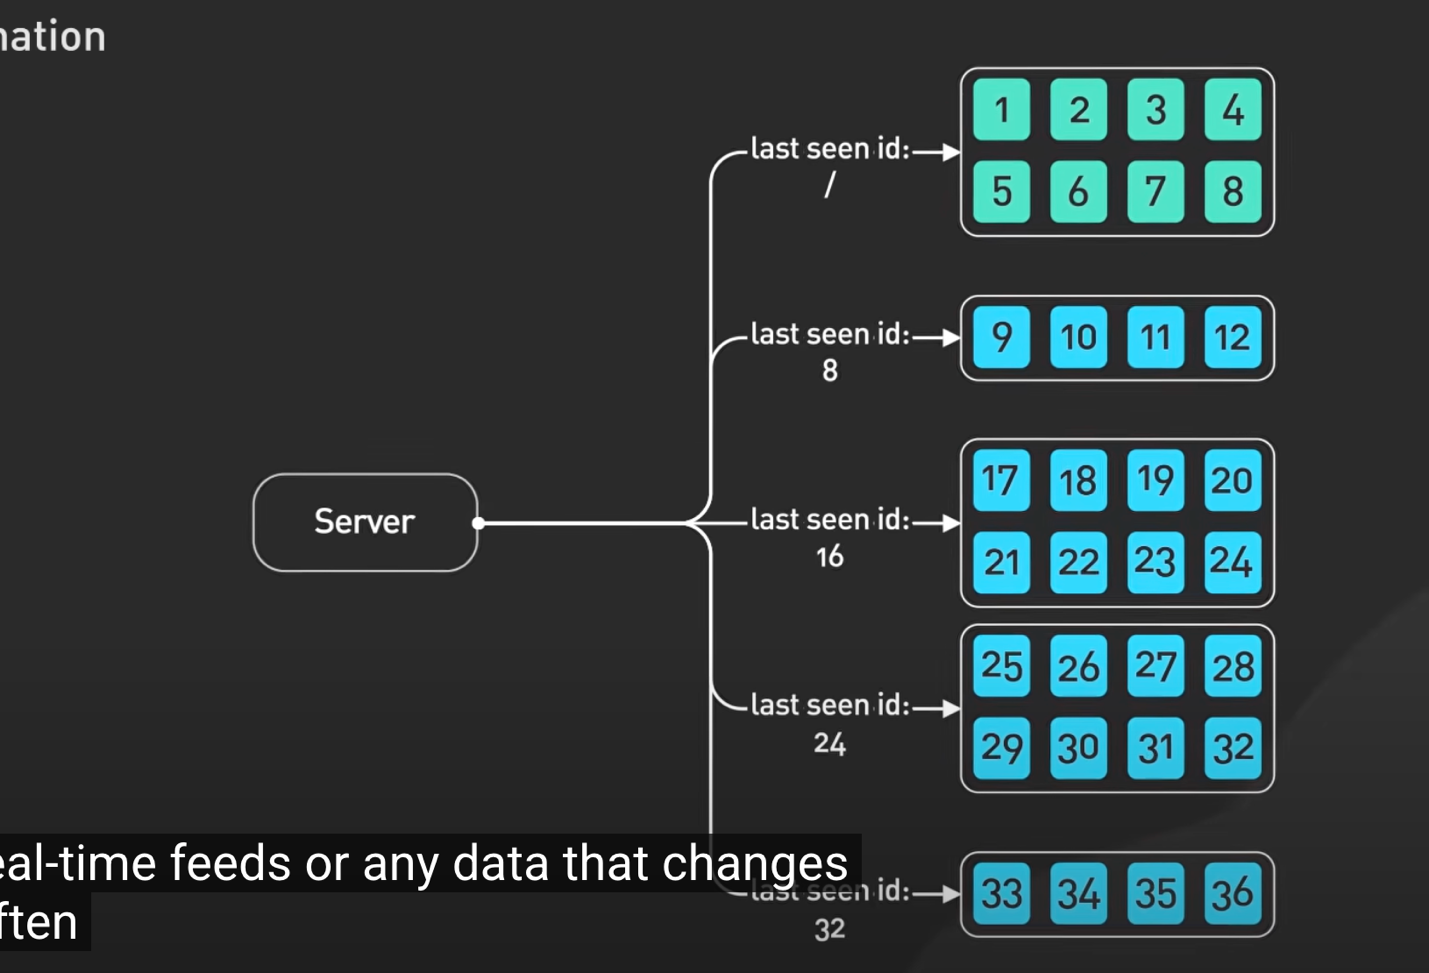 nation
last seen id:
/
1 2 3 4
5 6 7 8
last seen id:
8
9 10 11 12
Server
last seen id:
16
17 18 19 20
21 22 23 24
last seen id:
24
25 26 27 28
29 30 31 32
last seen id:
32
33 34 35 36
eal-time feeds or any data that changes
ften